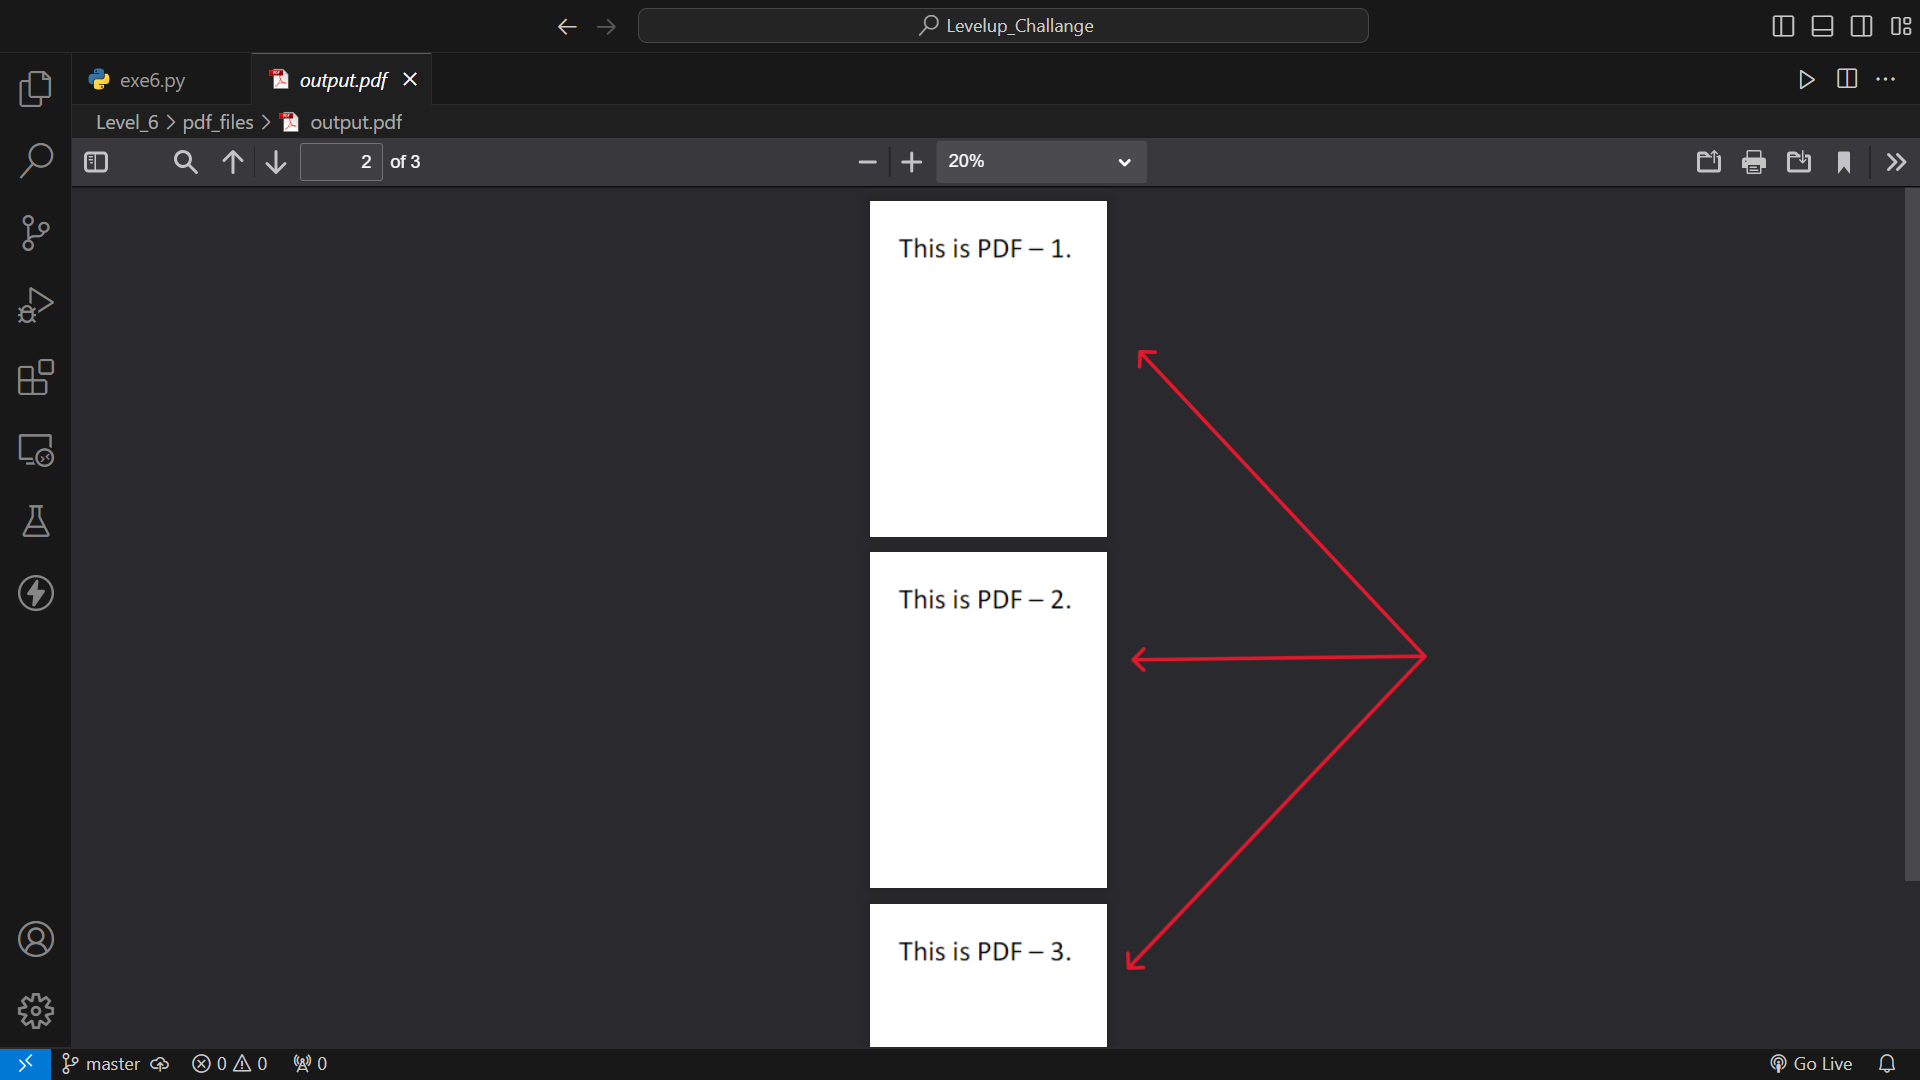 Levelup_Challange
exe6.py
output.pdf
Level_6 > pdf_files > output.pdf
2 of 3
20%
This is PDF – 1.
This is PDF – 2.
This is PDF – 3.
master 0 0 0
Go Live